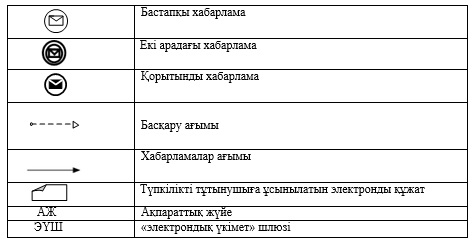 Бастапқы хабарлама
Екі арадағы хабарлама
Қорытынды хабарлама
Басқару ағымы
Хабарламалар ағымы
Түпкілікті тұтынушыға ұсынылатын электронды құжат
АЖ Ақпараттық жүйе
ЭҮШ «электрондық үкімет» шлюзі